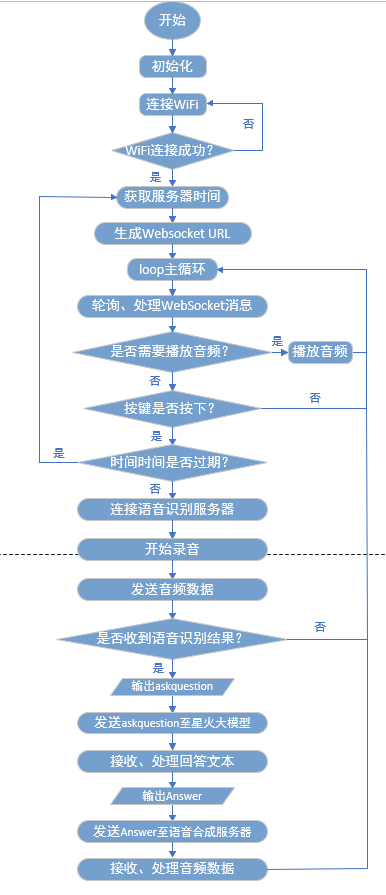 开始
初始化
连接WiFi
否
WiFi连接成功？
是
获取服务器时间
生成Websocket URL
loop主循环
轮询、处理WebSocket消息
是否需要播放音频？
是
播放音频
否
按键是否按下？
否
是
时间时间是否过期？
是
否
连接语音识别服务器
开始录音
发送音频数据
是否收到语音识别结果？
否
是
输出askquestion
发送askquestion至星火大模型
接收、处理回答文本
输出Answer
发送Answer至语音合成服务器
接收、处理音频数据